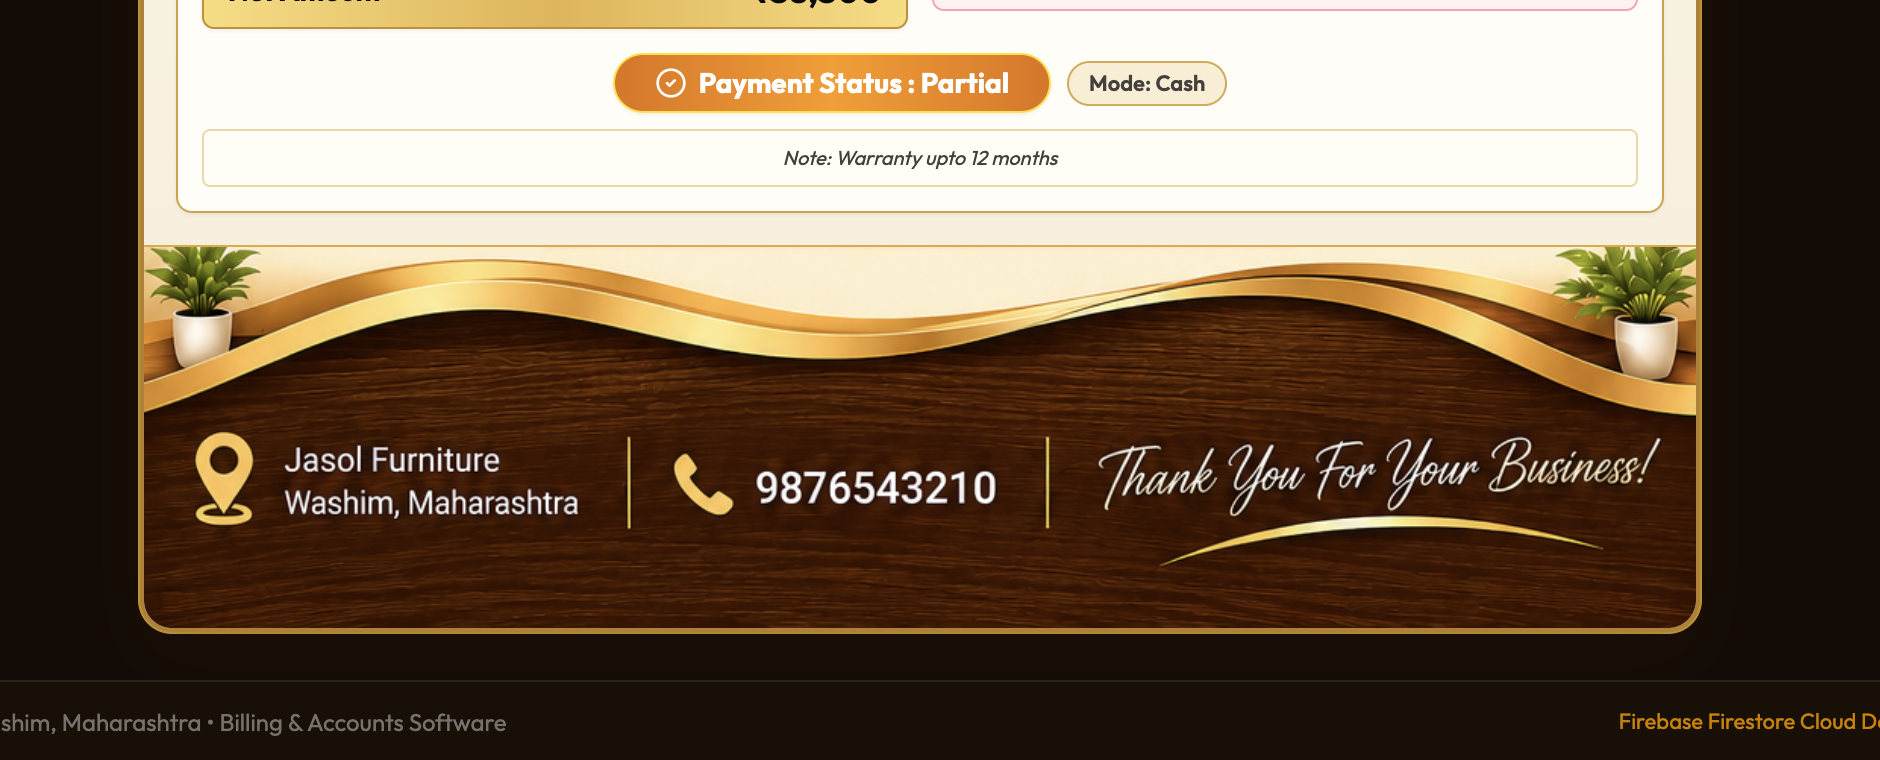 Payment Status : Partial
Mode: Cash
Note: Warranty upto 12 months
Jasol Furniture
Washim, Maharashtra
9876543210
Thank You For Your Business!
shim, Maharashtra • Billing & Accounts Software
Firebase Firestore Cloud